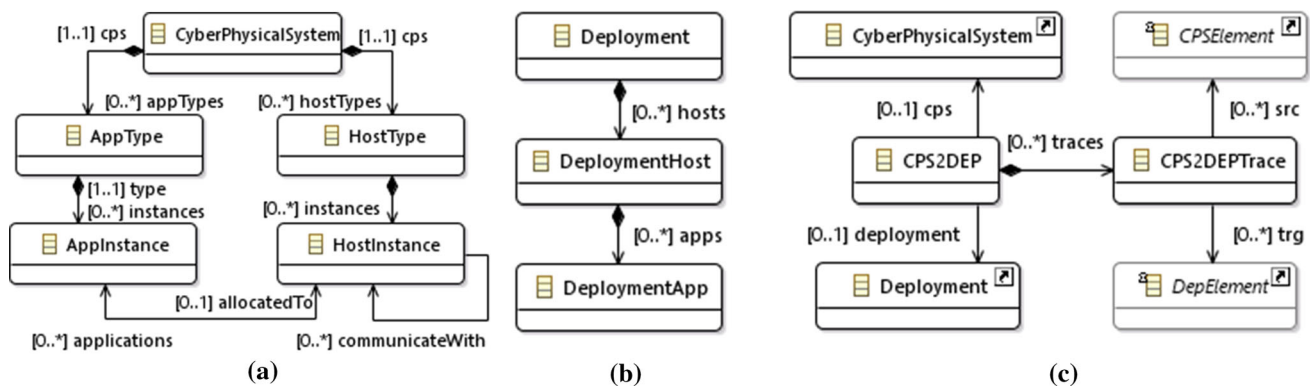 CyberPhysicalSystem
[1..1] cps
[1..1] cps
[0..*] appTypes
[0..*] hostTypes
AppType
HostType
[1..1] type
[0..*] instances
[0..*] instances
AppInstance
HostInstance
[0..1] allocatedTo
[0..*] applications
[0..*] communicateWith
(a)
Deployment
[0..*] hosts
DeploymentHost
[0..*] apps
DeploymentApp
(b)
CyberPhysicalSystem
CPSElement
[0..1] cps
[0..*] src
CPS2DEP
[0..*] traces
CPS2DEPTrace
[0..1] deployment
[0..*] trg
Deployment
DepElement
(c)